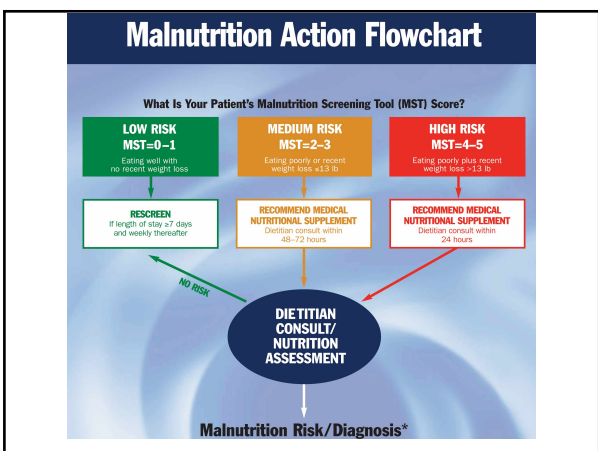 Malnutrition Action Flowchart
What Is Your Patient's Malnutrition Screening Tool (MST) Score?
LOW RISK
MST=0–1
Eating well with
no recent weight loss
MEDIUM RISK
MST=2–3
Eating poorly or recent
weight loss ≤13 lb
HIGH RISK
MST=4–5
Eating poorly plus recent
weight loss >13 lb
RESCREEN
If length of stay ≥7 days
and weekly thereafter
RECOMMEND MEDICAL
NUTRITIONAL SUPPLEMENT
Dietitian consult within
48–72 hours
RECOMMEND MEDICAL
NUTRITIONAL SUPPLEMENT
Dietitian consult within
24 hours
NO RISK
DIETITIAN
CONSULT/
NUTRITION
ASSESSMENT
Malnutrition Risk/Diagnosis*